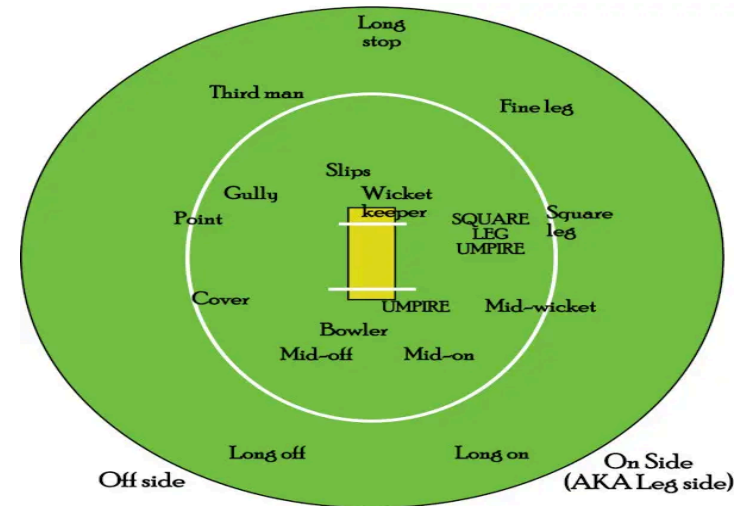 Long
stop
Third man
Fine leg
Slips
Gully
Wicket
keeper
Point
SQUARE
LEG
UMPIRE
Square
leg
Cover
UMPIRE
Mid-wicket
Bowler
Mid-off
Mid-on
Long off
Long on
Off side
On Side
(AKA Leg side)